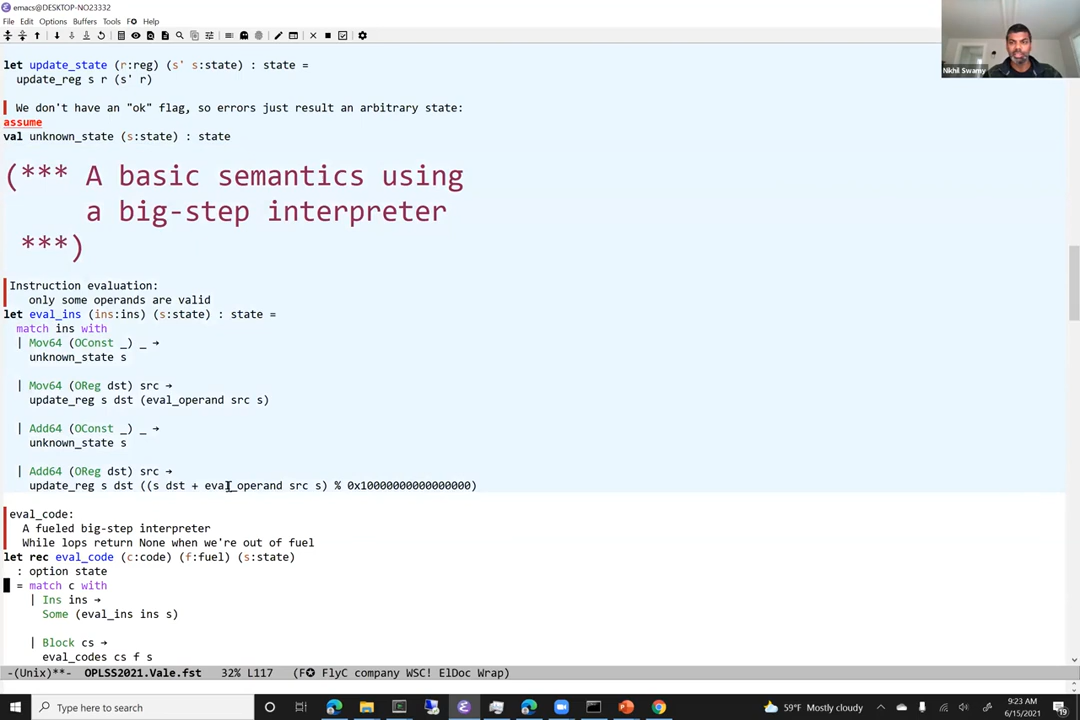 emacs@DESKTOP-NO23332
File Edit Options Buffers Tools F✪ Help
Nikhil Swamy
let update_state (r:reg) (s' s:state) : state =
update_reg s r (s' r)
We don't have an "ok" flag, so errors just result an arbitrary state:
assume
val unknown_state (s:state) : state
(*** A basic semantics using
a big-step interpreter
***)
Instruction evaluation:
only some operands are valid
let eval_ins (ins:ins) (s:state) : state =
match ins with
| Mov64 (OConst _) _ →
unknown_state s
| Mov64 (OReg dst) src →
update_reg s dst (eval_operand src s)
| Add64 (OConst _) _ →
unknown_state s
| Add64 (OReg dst) src →
update_reg s dst ((s dst + eval_operand src s) % 0x10000000000000000)
eval_code:
A fueled big-step interpreter
While lops return None when we're out of fuel
let rec eval_code (c:code) (f:fuel) (s:state)
: option state
= match c with
| Ins ins →
Some (eval_ins ins s)
| Block cs →
eval_codes cs f s
-(Unix)**- OPLSS2021.Vale.fst 32% L117 (F✪ FlyC company WSC! ElDoc Wrap)
Type here to search
59°F Mostly cloudy
9:23 AM
6/15/2021
19